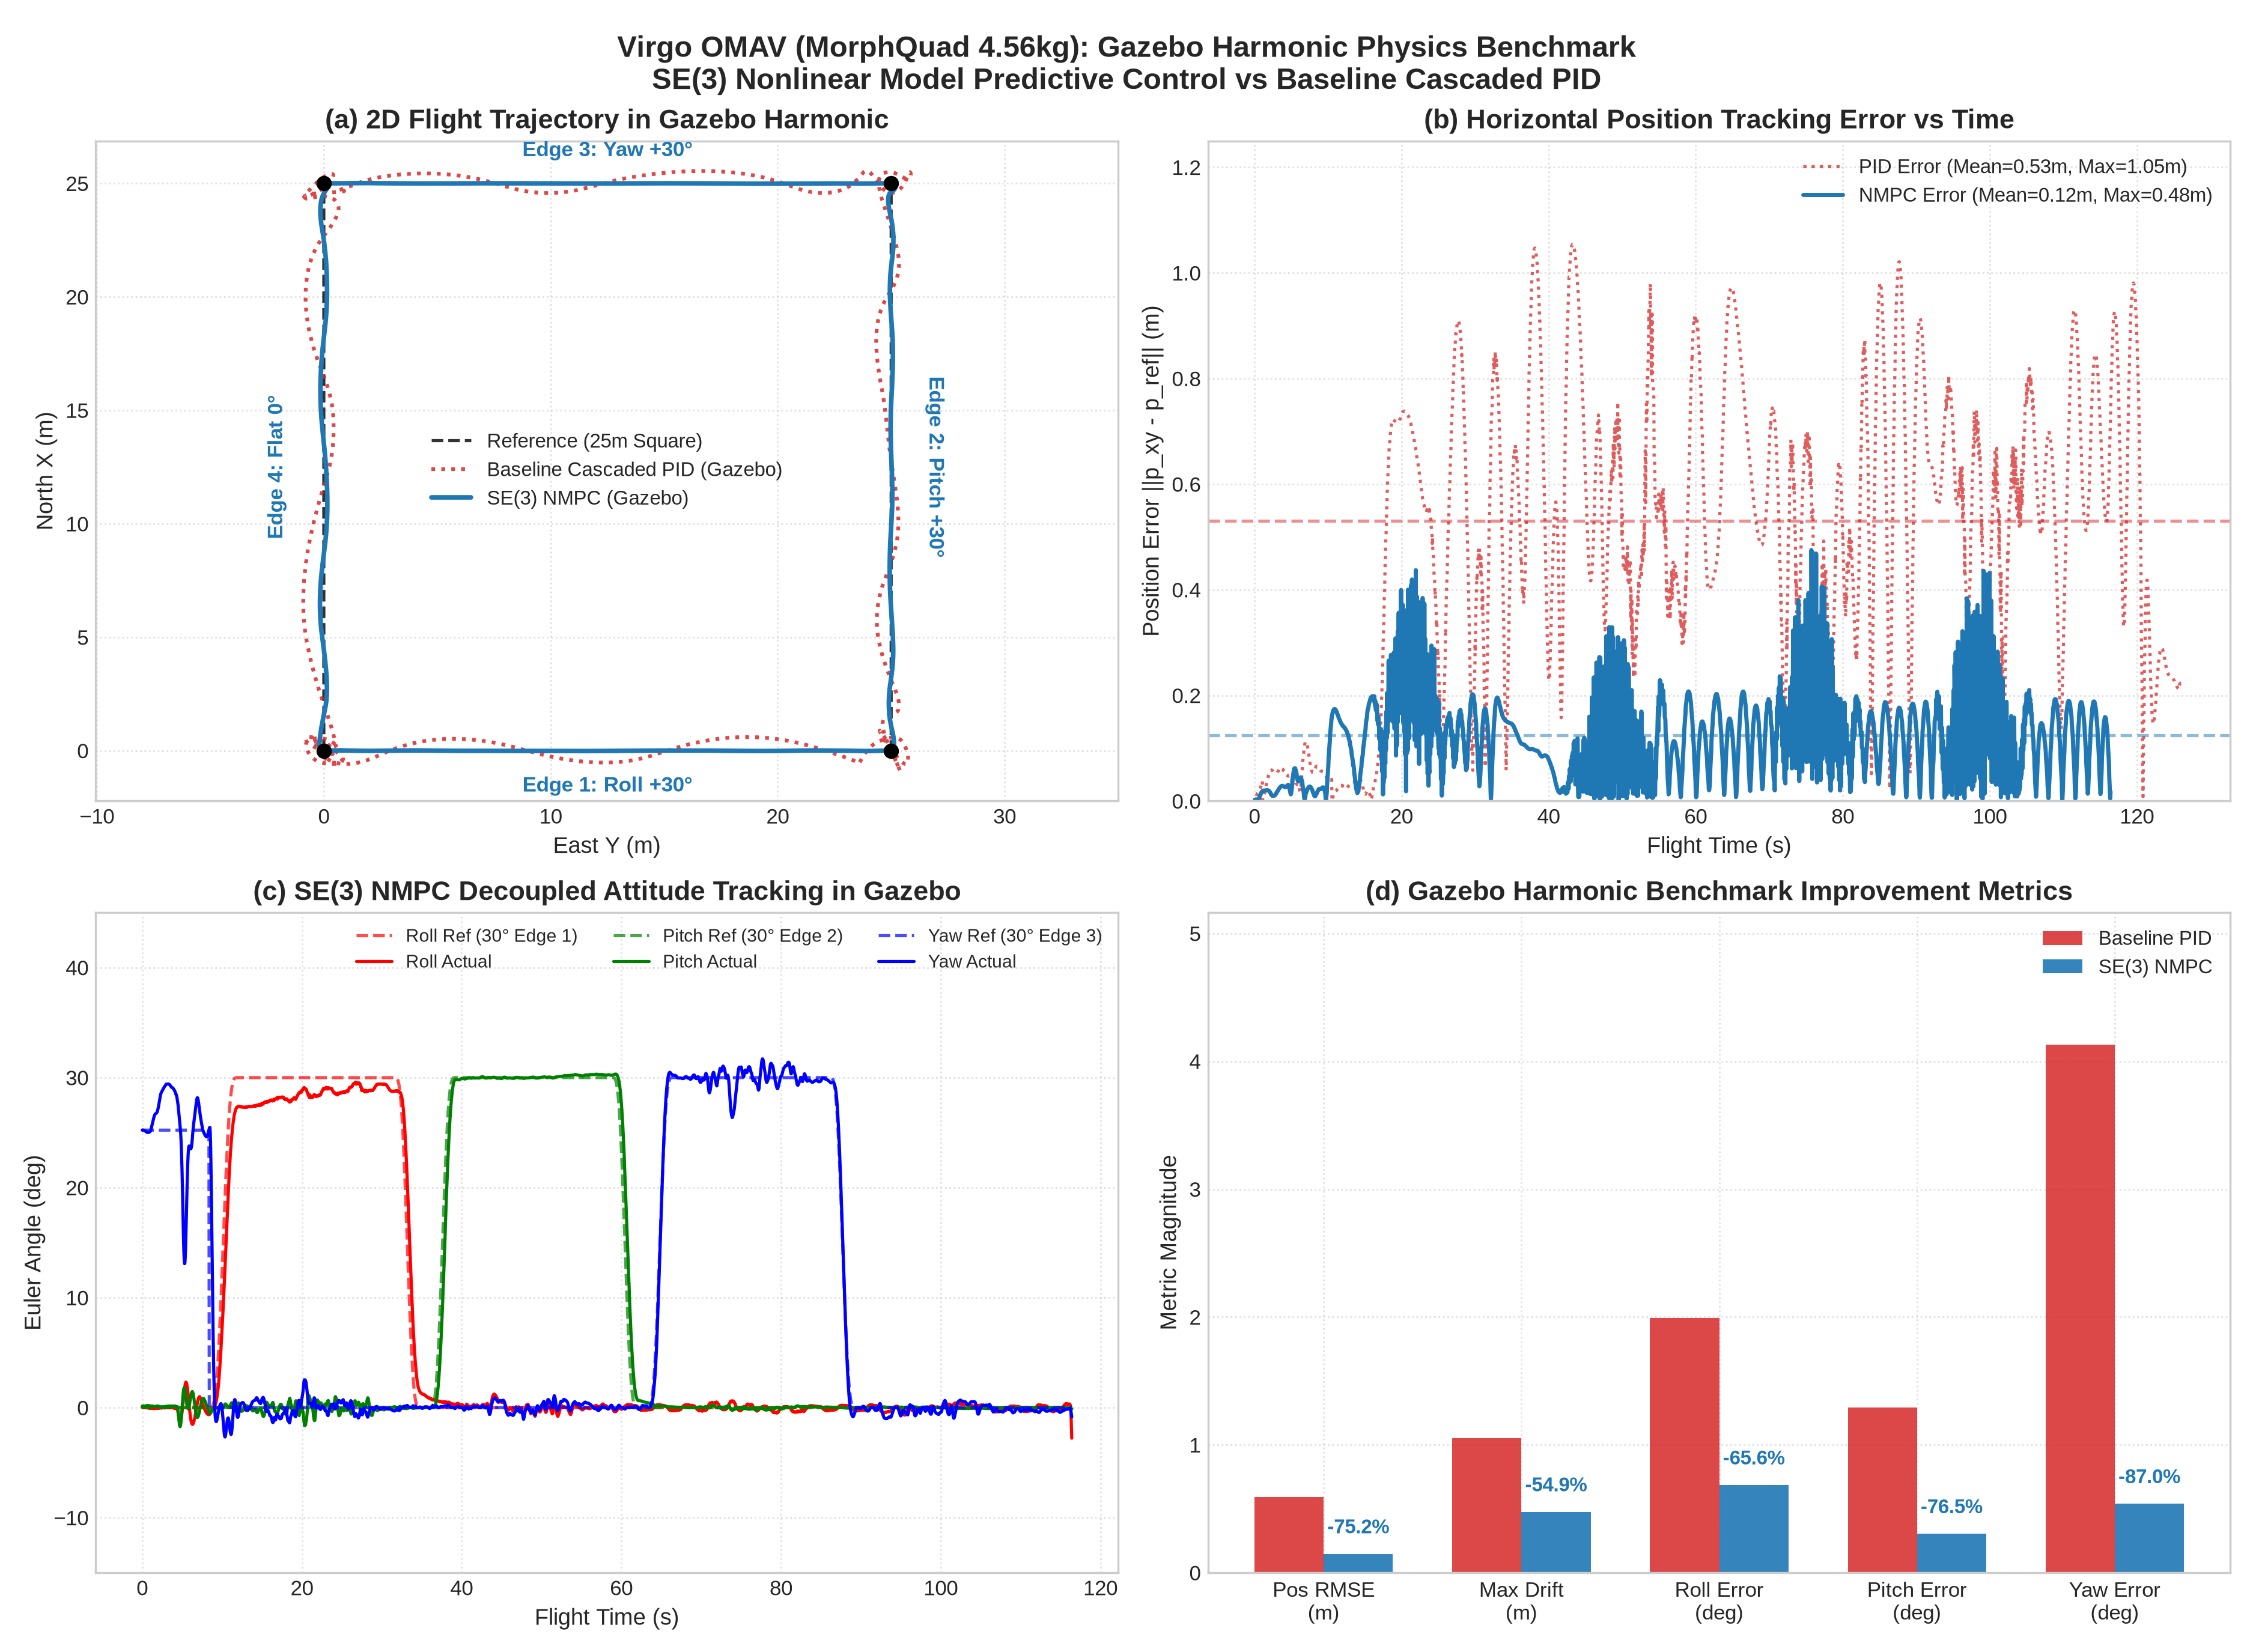 Virgo OMAV (MorphQuad 4.56kg): Gazebo Harmonic Physics Benchmark
SE(3) Nonlinear Model Predictive Control vs Baseline Cascaded PID
(a) 2D Flight Trajectory in Gazebo Harmonic
Edge 3: Yaw +30°
Edge 4: Flat 0°
Edge 2: Pitch +30°
Edge 1: Roll +30°
Reference (25m Square)
Baseline Cascaded PID (Gazebo)
SE(3) NMPC (Gazebo)
North X (m)
25
20
15
10
5
0
−10
0
10
20
30
East Y (m)
(b) Horizontal Position Tracking Error vs Time
PID Error (Mean=0.53m, Max=1.05m)
NMPC Error (Mean=0.12m, Max=0.48m)
Position Error ||p_xy - p_ref|| (m)
1.2
1.0
0.8
0.6
0.4
0.2
0.0
0
20
40
60
80
100
120
Flight Time (s)
(c) SE(3) NMPC Decoupled Attitude Tracking in Gazebo
Roll Ref (30° Edge 1)
Roll Actual
Pitch Ref (30° Edge 2)
Pitch Actual
Yaw Ref (30° Edge 3)
Yaw Actual
Euler Angle (deg)
40
30
20
10
0
−10
0
20
40
60
80
100
120
Flight Time (s)
(d) Gazebo Harmonic Benchmark Improvement Metrics
Baseline PID
SE(3) NMPC
Metric Magnitude
5
4
3
2
1
0
-75.2%
-54.9%
-65.6%
-76.5%
-87.0%
Pos RMSE
(m)
Max Drift
(m)
Roll Error
(deg)
Pitch Error
(deg)
Yaw Error
(deg)